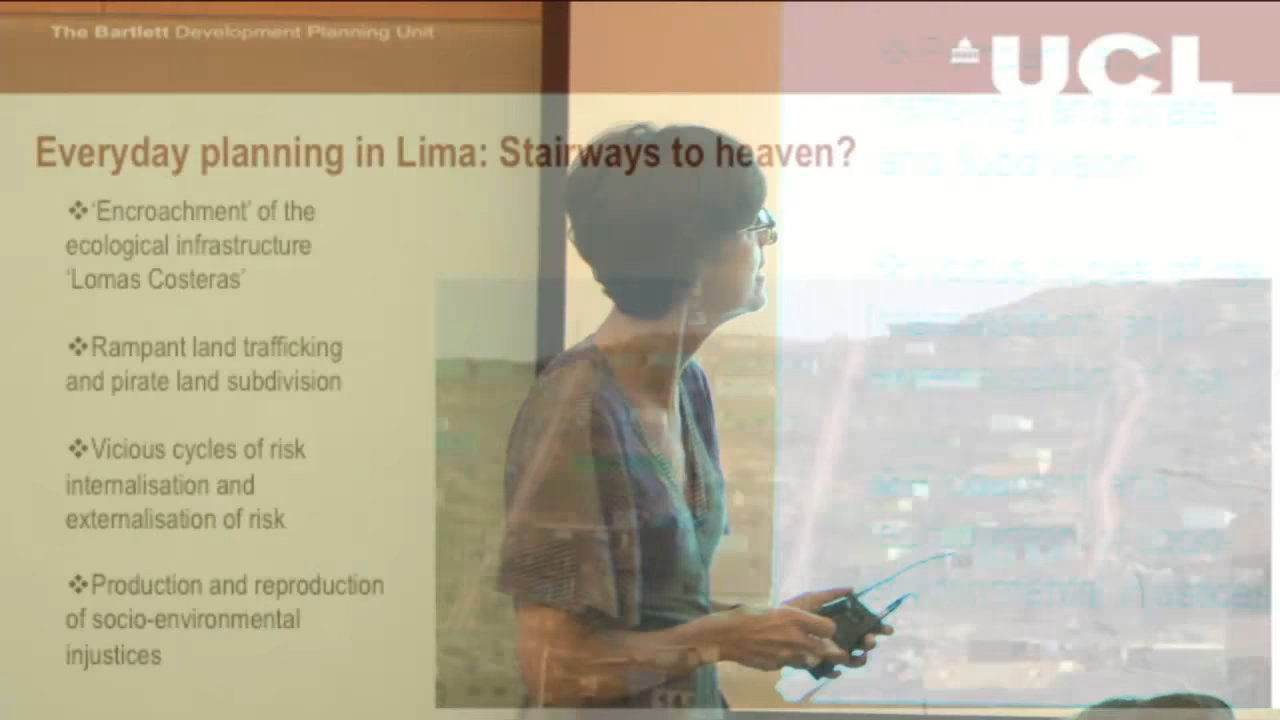 The Bartlett Development Planning Unit
UCL
Everyday planning in Lima: Stairways to heaven?
❖'Encroachment' of the
ecological infrastructure
'Lomas Costeras'
❖Rampant land trafficking
and pirate land subdivision
❖Vicious cycles of risk
internalisation and
externalisation of risk
❖Production and reproduction
of socio-environmental
injustices
and subdivision